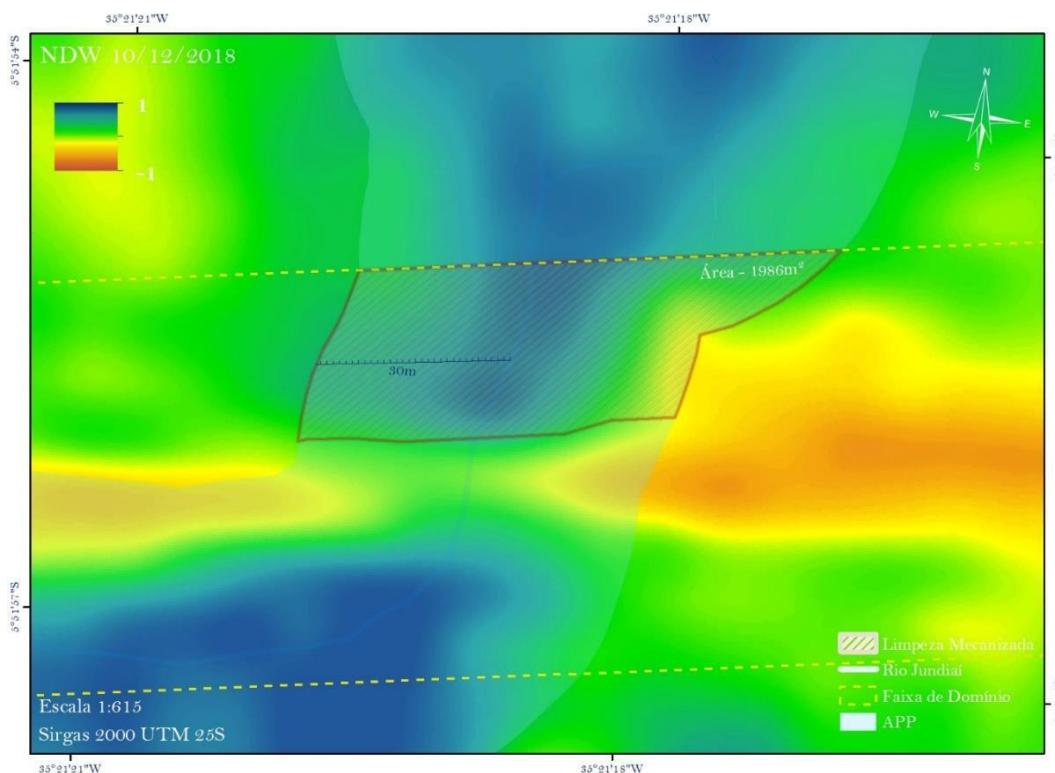 35°21'21"W
35°21'18"W
5°51'54"S
NDW 10/12/2018
1
-1
N
W
E
S
Área - 1986m²
30m
5°51'57"S
Limpeza Mecanizada
Rio Jundiaí
Faixa de Domínio
APP
Escala 1:615
Sirgas 2000 UTM 25S
35°21'21"W
35°21'18"W